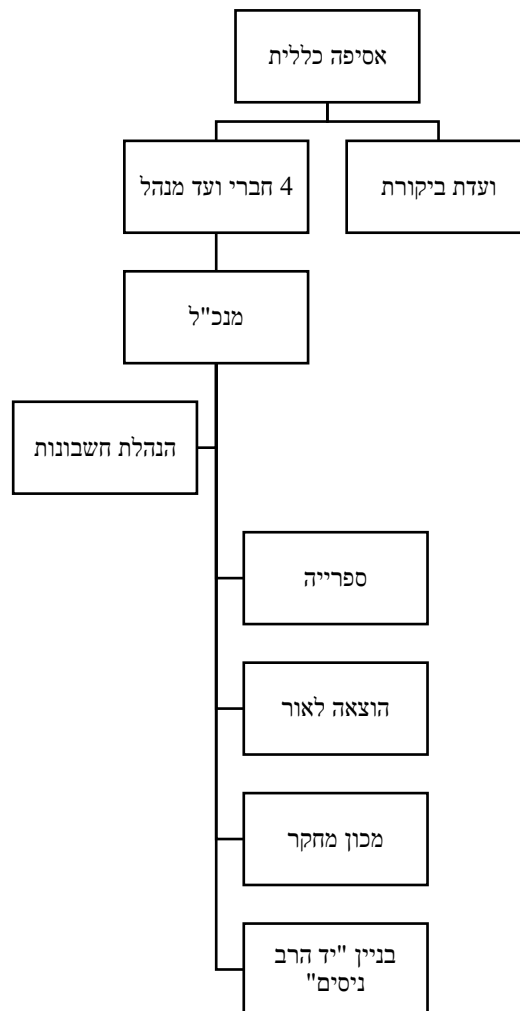 אסיפה כללית
ועדת ביקורת
4 חברי ועד מנהל
מנכ"ל
הנהלת חשבונות
ספרייה
הוצאה לאור
מכון מחקר
בניין "יד הרב
ניסים"